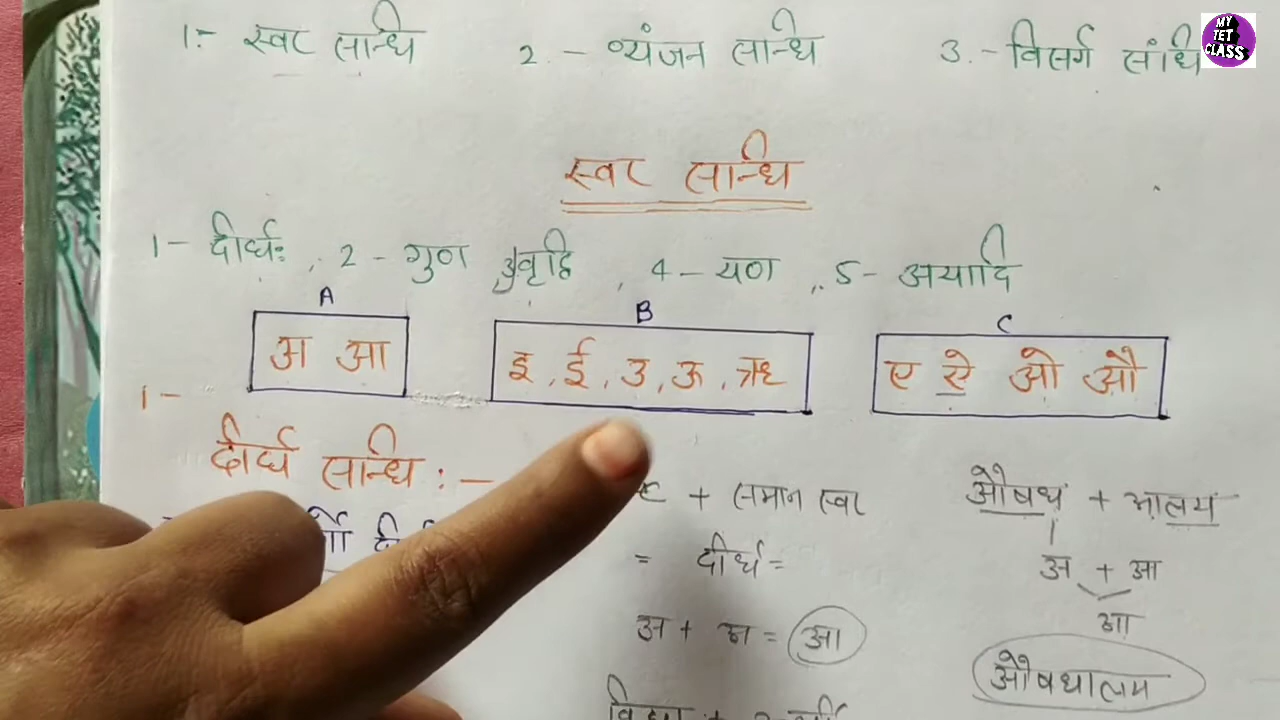 1:- स्वर सन्धि 2. - व्यंजन सन्धि 3. - विसर्ग संधि
MY TET CLASS
स्वर सन्धि
1 - दीर्घः , 2 - गुण , 3 वृद्धि , 4 - यण , 5 - अयादि
A B C
अ आ इ , ई , उ , ऊ , ऋ ए ऐ ओ औ
1 -
दीर्घ सन्धि : -
+ समान स्वर औषध + आलय
= दीर्घ = अ + आ
आ
अ + अ = आ
औषधालय
विद्या +